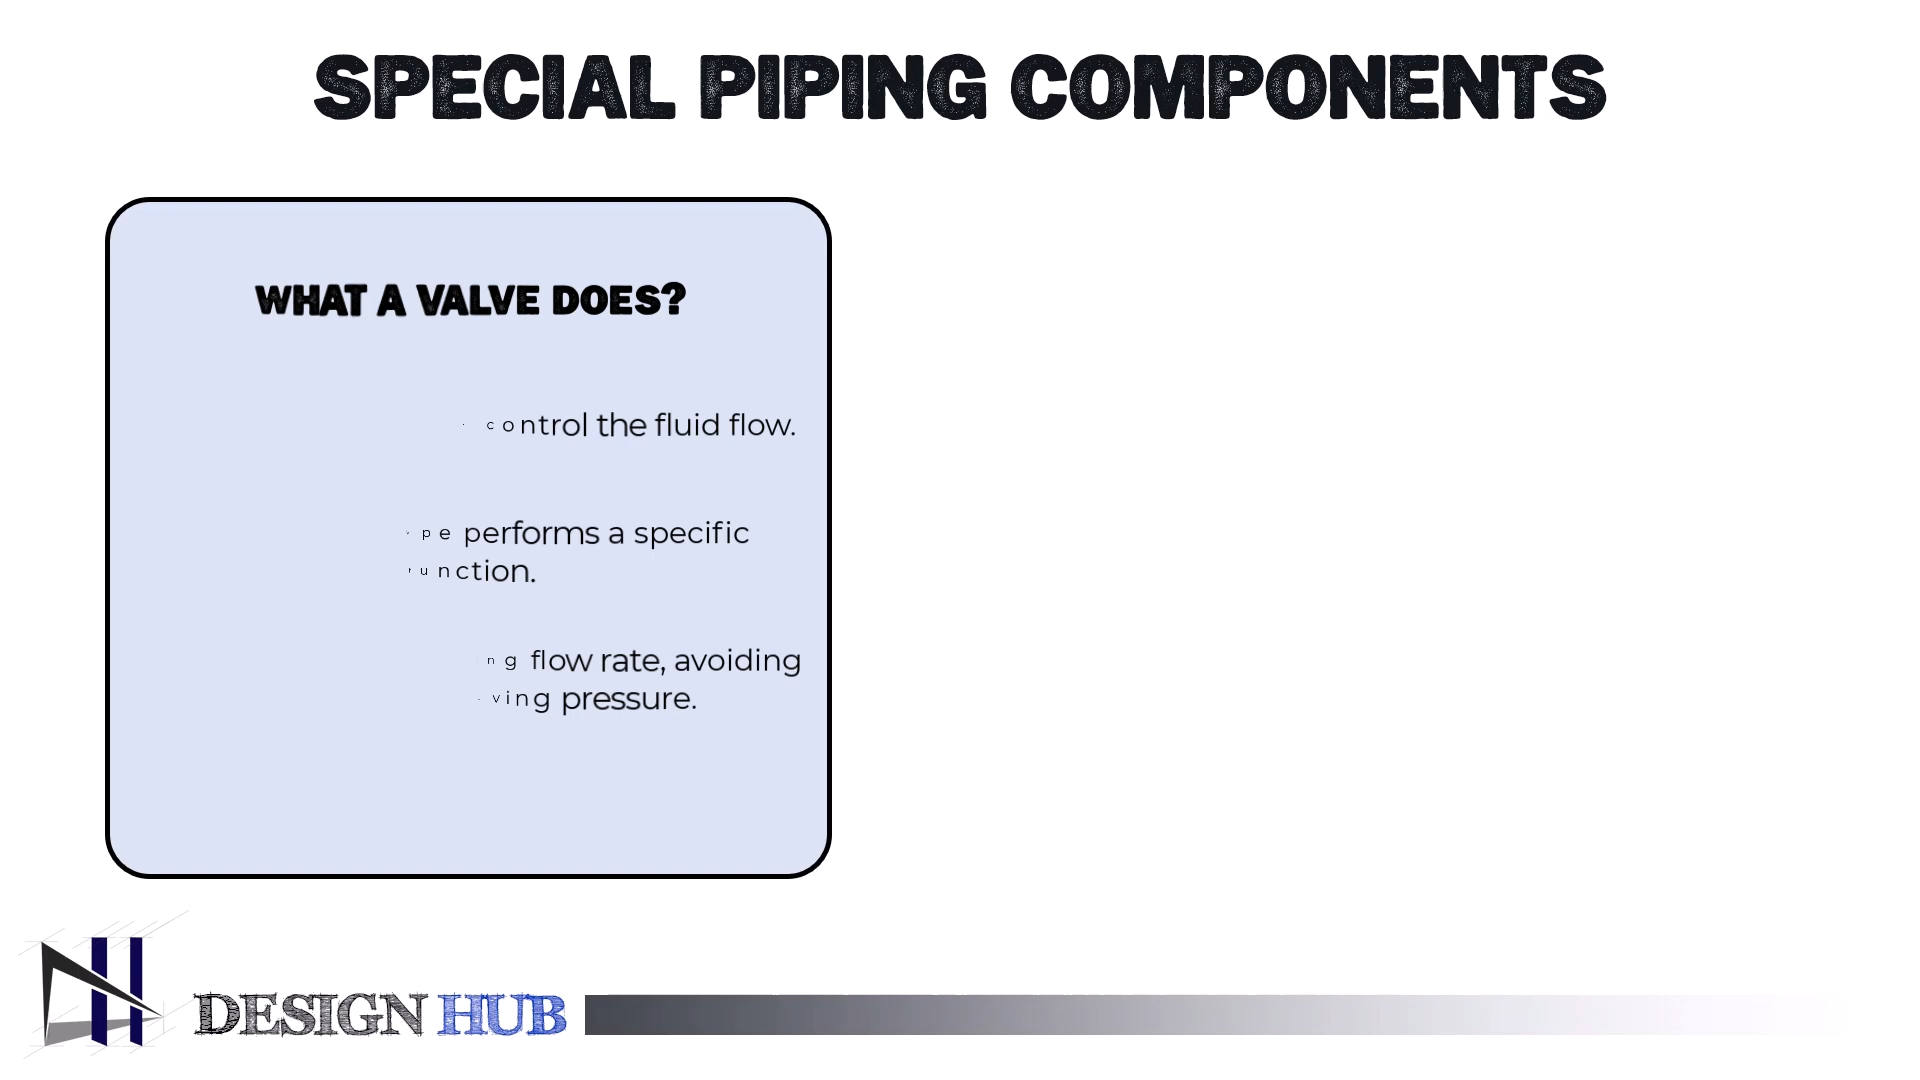 SPECIAL PIPING COMPONENTS
WHAT A VALVE DOES?
control the fluid flow.
pe performs a specific
function.
ng flow rate, avoiding
ving pressure.
DESIGN HUB